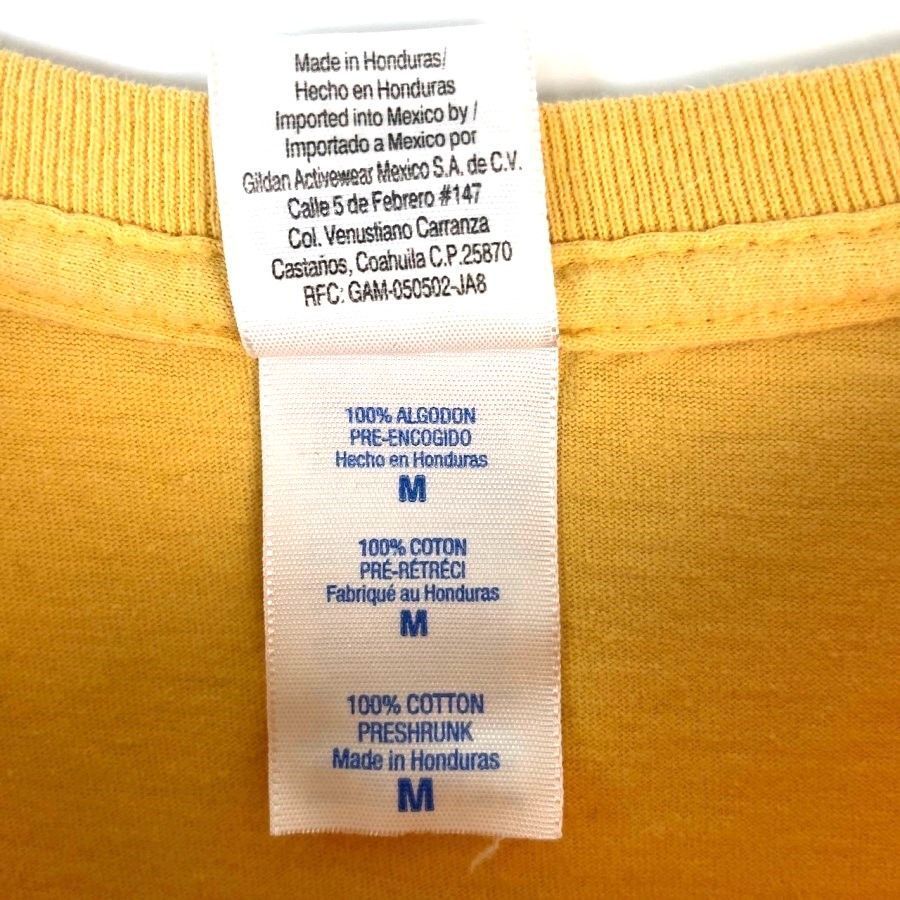 Made in Honduras/
Hecho en Honduras
Imported into Mexico by /
Importado a Mexico por
Gildan Activewear Mexico S.A. de C.V.
Calle 5 de Febrero #147
Col. Venustiano Carranza
Castaños, Coahuila C.P. 25870
RFC: GAM-050502-JA8
100% ALGODON
PRE-ENCOGIDO
Hecho en Honduras
M
100% COTON
PRÉ-RÉTRÉCI
Fabriqué au Honduras
M
100% COTTON
PRESHRUNK
Made in Honduras
M